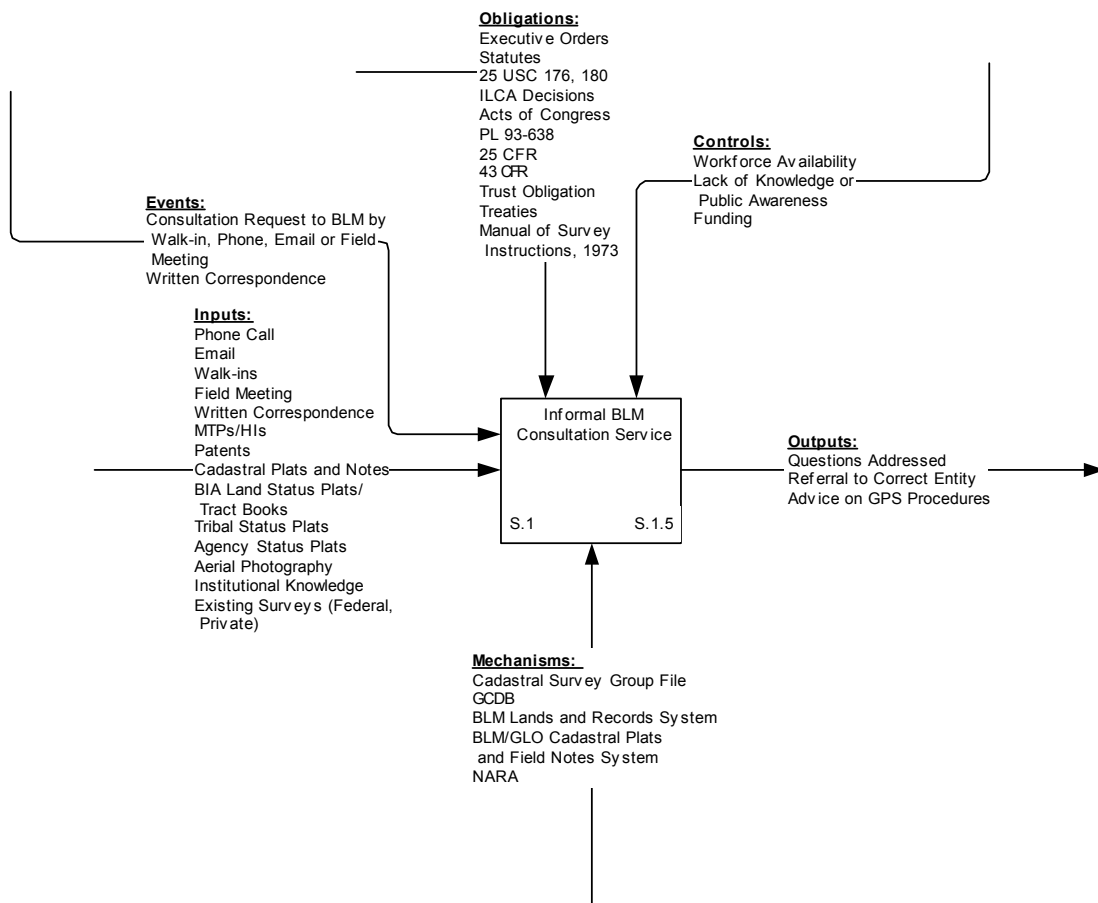 Obligations:
Executive Orders
Statutes
25 USC 176, 180
ILCA Decisions
Acts of Congress
PL 93-638
25 CFR
43 CFR
Trust Obligation
Treaties
Manual of Survey
Instructions, 1973
Controls:
Workforce Availability
Lack of Knowledge or
Public Awareness
Funding
Events:
Consultation Request to BLM by
Walk-in, Phone, Email or Field
Meeting
Written Correspondence
Inputs:
Phone Call
Email
Walk-ins
Field Meeting
Written Correspondence
MTPs/HIs
Patents
Cadastral Plats and Notes
BIA Land Status Plats/
Tract Books
Tribal Status Plats
Agency Status Plats
Aerial Photography
Institutional Knowledge
Existing Surveys (Federal,
Private)
Informal BLM
Consultation Service
S.1 S.1.5
Outputs:
Questions Addressed
Referral to Correct Entity
Advice on GPS Procedures
Mechanisms:
Cadastral Survey Group File
GCDB
BLM Lands and Records System
BLM/GLO Cadastral Plats
and Field Notes System
NARA